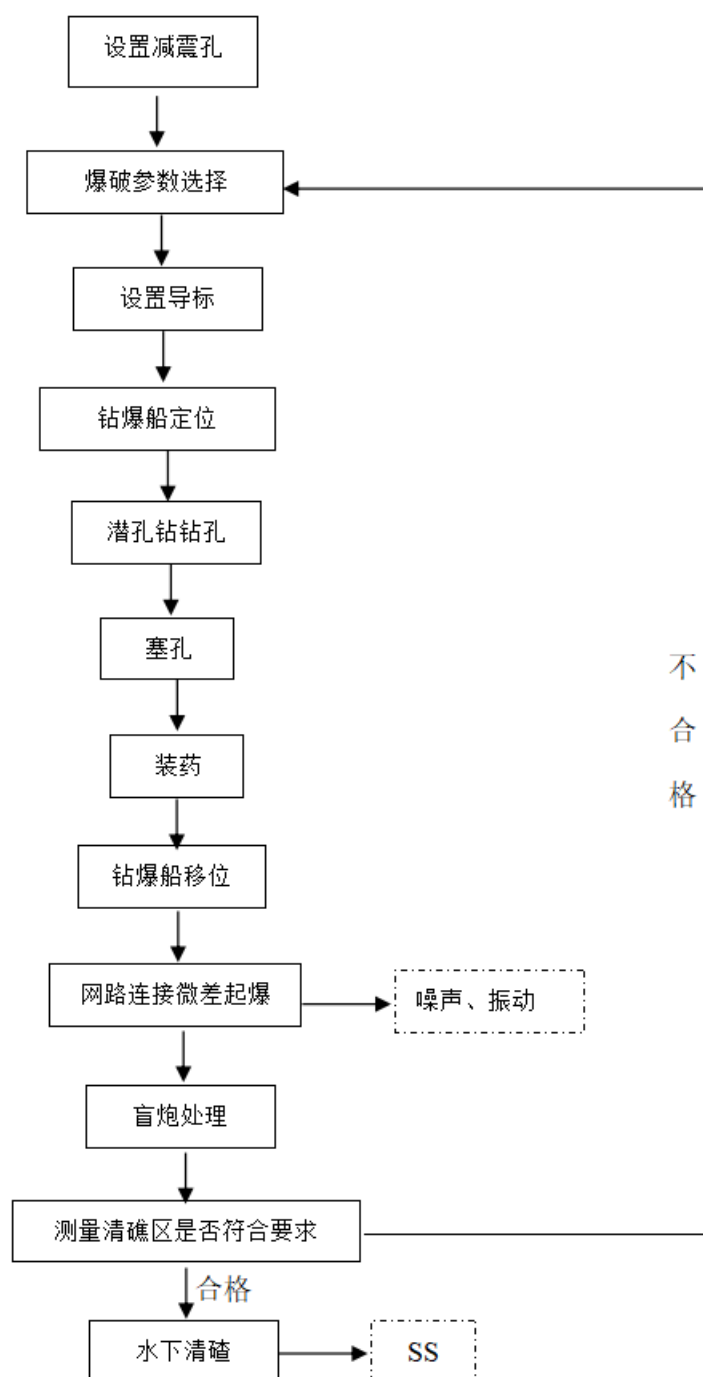 设置减震孔
爆破参数选择
设置导标
钻爆船定位
潜孔钻钻孔
塞孔
不
合
格
装药
钻爆船移位
网路连接微差起爆
噪声、振动
盲炮处理
测量清礁区是否符合要求
合格
水下清碴
SS